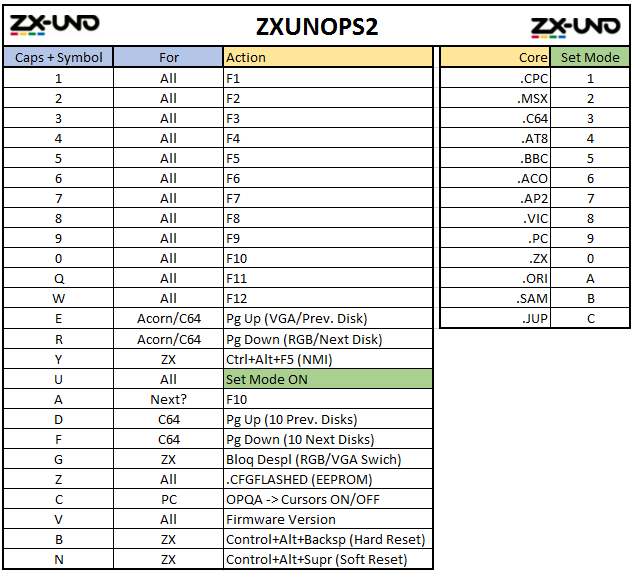 ZX-UNO ZXUNOPS2 ZX-UNO
Caps + Symbol For Action Core Set Mode
1 All F1 .CPC 1
2 All F2 .MSX 2
3 All F3 .C64 3
4 All F4 .AT8 4
5 All F5 .BBC 5
6 All F6 .ACO 6
7 All F7 .AP2 7
8 All F8 .VIC 8
9 All F9 .PC 9
0 All F10 .ZX 0
Q All F11 .ORI A
W All F12 .SAM B
E Acorn/C64 Pg Up (VGA/Prev. Disk) .JUP C
R Acorn/C64 Pg Down (RGB/Next Disk)
Y ZX Ctrl+Alt+F5 (NMI)
U All Set Mode ON
A Next? F10
D C64 Pg Up (10 Prev. Disks)
F C64 Pg Down (10 Next Disks)
G ZX Bloq Despl (RGB/VGA Swich)
Z All .CFGFLASHED (EEPROM)
C PC OPQA -> Cursors ON/OFF
V All Firmware Version
B ZX Control+Alt+Backsp (Hard Reset)
N ZX Control+Alt+Supr (Soft Reset)